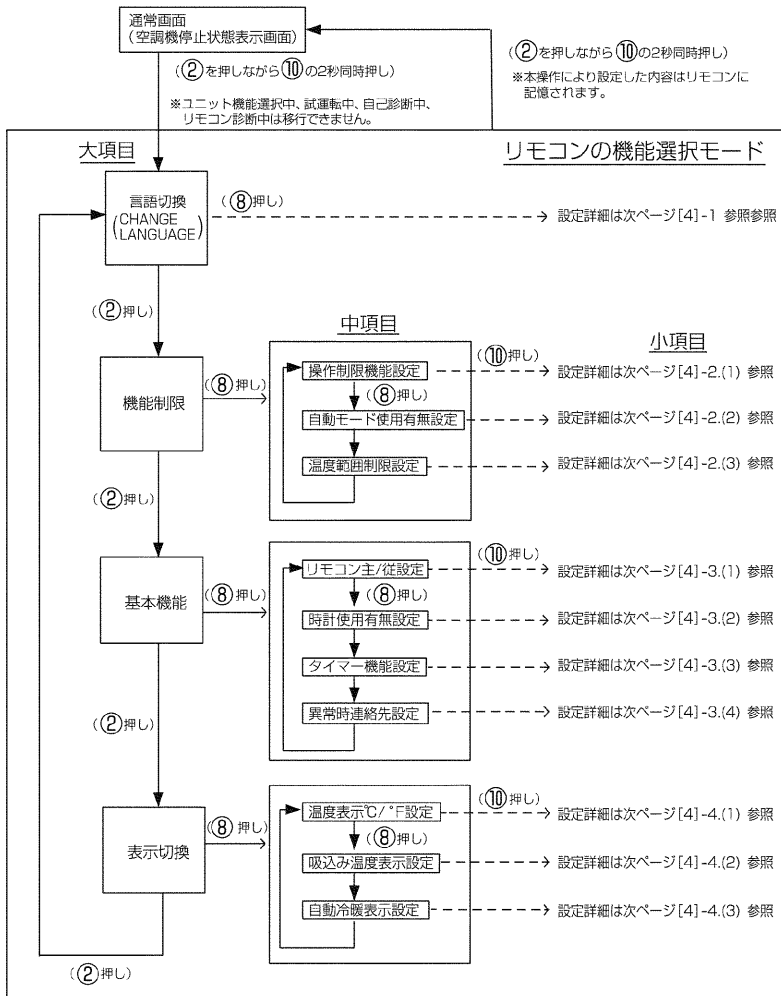 通常画面
(空調機停止状態表示画面)
(②を押しながら⑩の2秒同時押し)
※ユニット機能選択中、試運転中、自己診断中、
リモコン診断中は移行できません。
(②を押しながら⑩の2秒同時押し)
※本操作により設定した内容はリモコンに
記憶されます。
大項目
リモコンの機能選択モード
言語切換
(CHANGE
LANGUAGE)
(⑧押し)
設定詳細は次ページ[4]-1 参照参照
(②押し)
中項目
小項目
機能制限
(⑧押し)
操作制限機能設定
(⑩押し)
設定詳細は次ページ[4]-2.(1) 参照
(⑧押し)
自動モード使用有無設定
設定詳細は次ページ[4]-2.(2) 参照
温度範囲制限設定
設定詳細は次ページ[4]-2.(3) 参照
(②押し)
基本機能
(⑧押し)
リモコン主/従設定
(⑩押し)
設定詳細は次ページ[4]-3.(1) 参照
(⑧押し)
時計使用有無設定
設定詳細は次ページ[4]-3.(2) 参照
タイマー機能設定
設定詳細は次ページ[4]-3.(3) 参照
異常時連絡先設定
設定詳細は次ページ[4]-3.(4) 参照
(②押し)
表示切換
(⑧押し)
温度表示℃/°F設定
(⑩押し)
設定詳細は次ページ[4]-4.(1) 参照
(⑧押し)
吸込み温度表示設定
設定詳細は次ページ[4]-4.(2) 参照
自動冷暖表示設定
設定詳細は次ページ[4]-4.(3) 参照
(②押し)